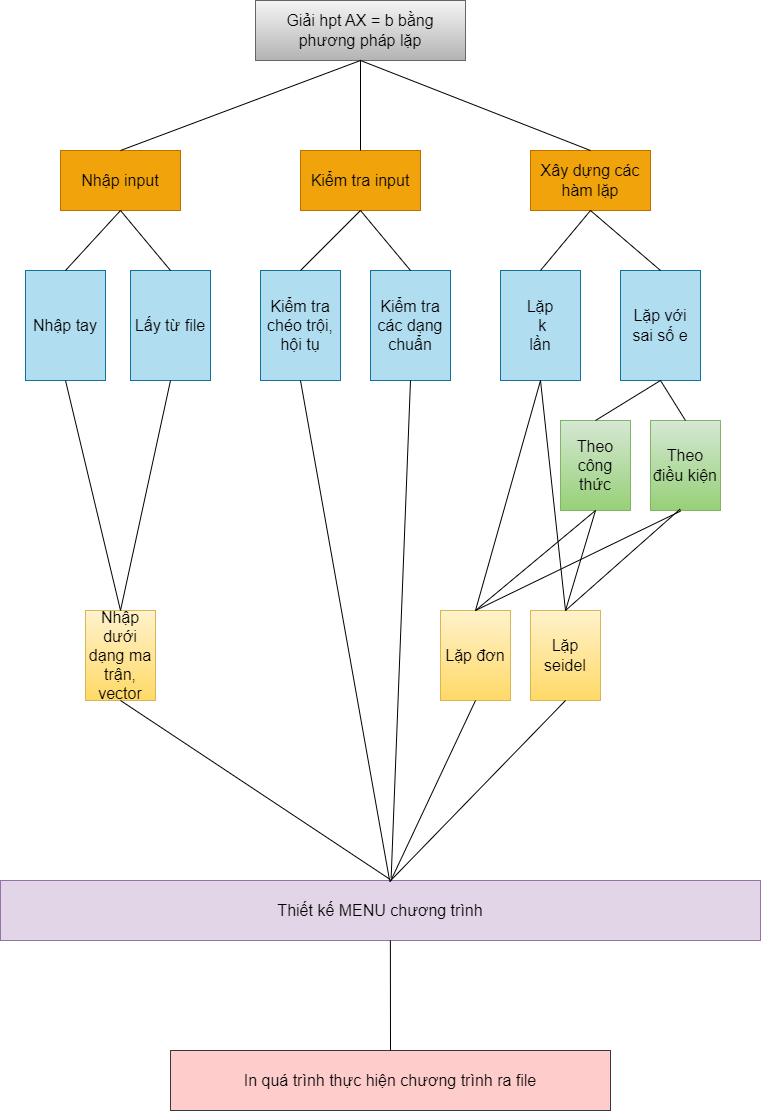 Giải hpt AX = b bằng
phương pháp lặp
Nhập input
Kiểm tra input
Xây dựng các
hàm lặp
Nhập tay
Lấy từ file
Kiểm tra
chéo trội,
hội tụ
Kiểm tra
các dạng
chuẩn
Lặp
k
lần
Lặp với
sai số e
Theo
công
thức
Theo
điều kiện
Nhập
dưới
dạng ma
trận,
vector
Lặp đơn
Lặp
seidel
Thiết kế MENU chương trình
In quá trình thực hiện chương trình ra file